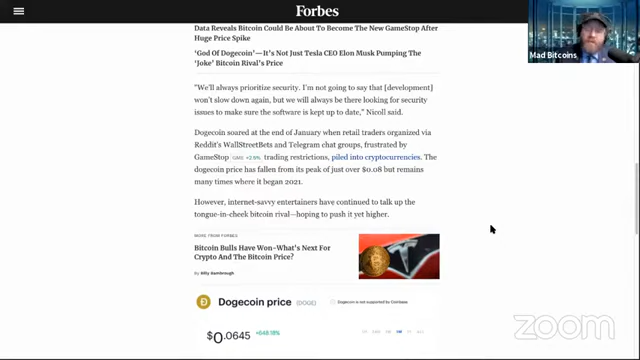 Forbes
Data Reveals Bitcoin Could Be About To Become The New GameStop After
Huge Price Spike
‘God Of Dogecoin’—It’s Not Just Tesla CEO Elon Musk Pumping The
‘Joke’ Bitcoin Rival’s Price
Mad Bitcoins
"We'll always prioritize security. I'm not going to say that [development]
won't slow down again, but we will always be there looking for security
issues to make sure the software is kept up to date," Nicoll said.
Dogecoin soared at the end of January when retail traders organized via
Reddit's WallStreetBets and Telegram chat groups, frustrated by
GameStop GME +2.5% trading restrictions, piled into cryptocurrencies. The
dogecoin price has fallen from its peak of just over $0.08 but remains
many times where it began 2021.
However, internet-savvy entertainers have continued to talk up the
tongue-in-cheek bitcoin rival—hoping to push it yet higher.
MORE FROM FORBES
Bitcoin Bulls Have Won–What's Next For
Crypto And The Bitcoin Price?
By Billy Bambrough
Dogecoin price (DOGE)
Dogecoin is not supported by Coinbase.
$0.0645
zoom